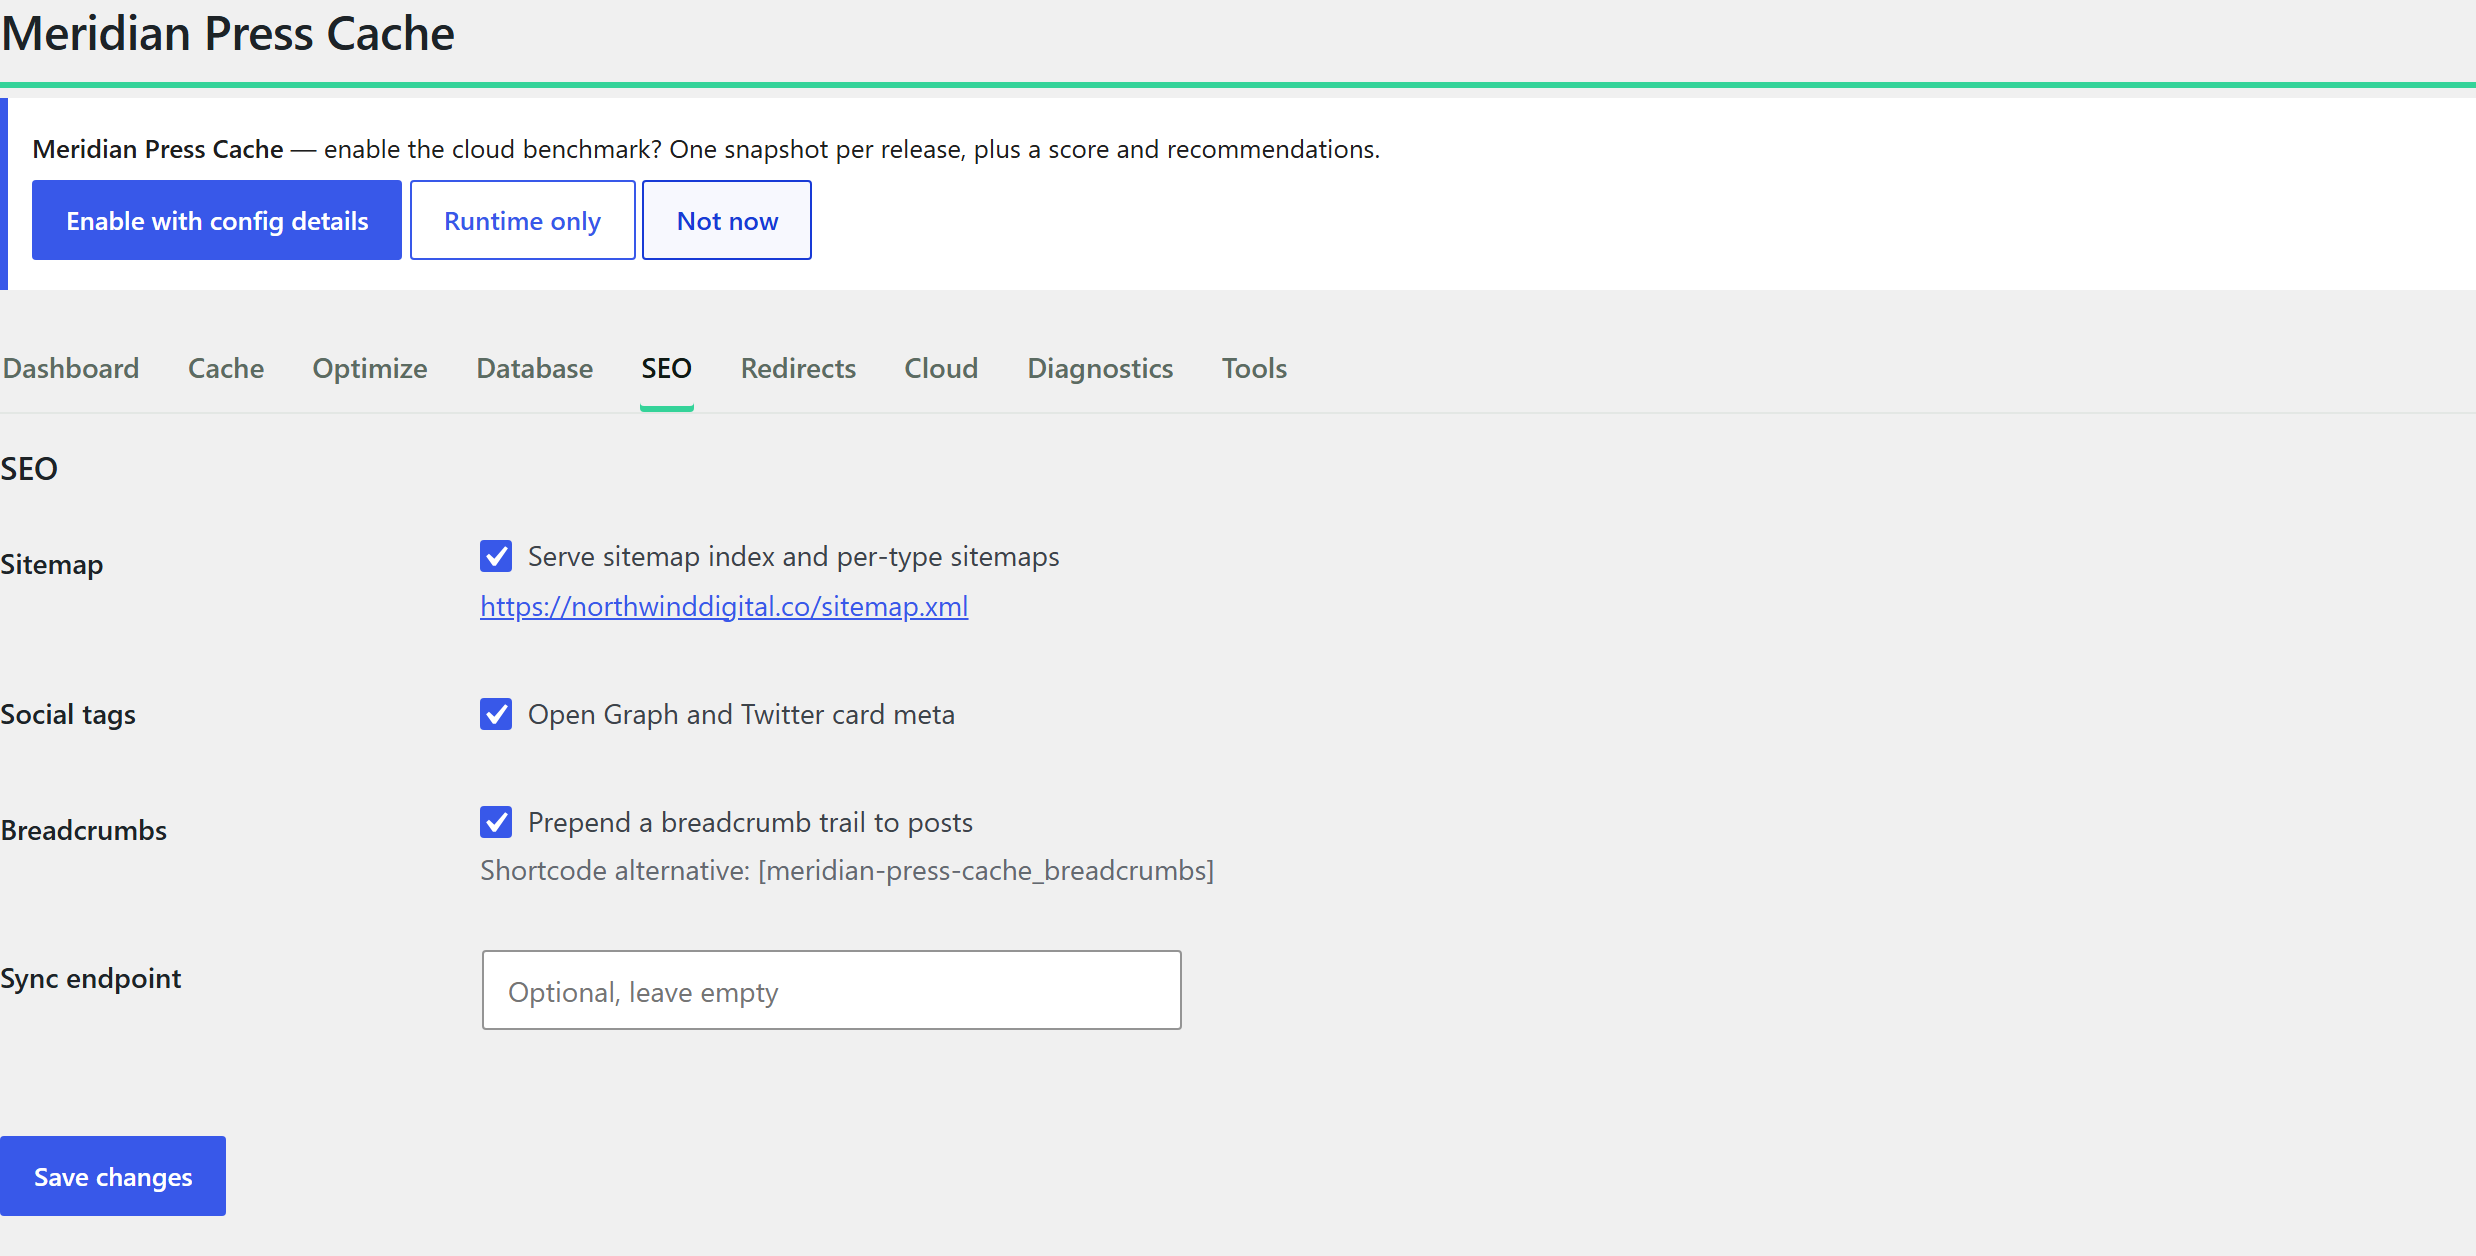 Meridian Press Cache
Meridian Press Cache — enable the cloud benchmark? One snapshot per release, plus a score and recommendations.
Enable with config details Runtime only Not now
Dashboard Cache Optimize Database SEO Redirects Cloud Diagnostics Tools
SEO
Sitemap Serve sitemap index and per-type sitemaps
https://northwinddigital.co/sitemap.xml
Social tags Open Graph and Twitter card meta
Breadcrumbs Prepend a breadcrumb trail to posts
Shortcode alternative: [meridian-press-cache_breadcrumbs]
Sync endpoint Optional, leave empty
Save changes